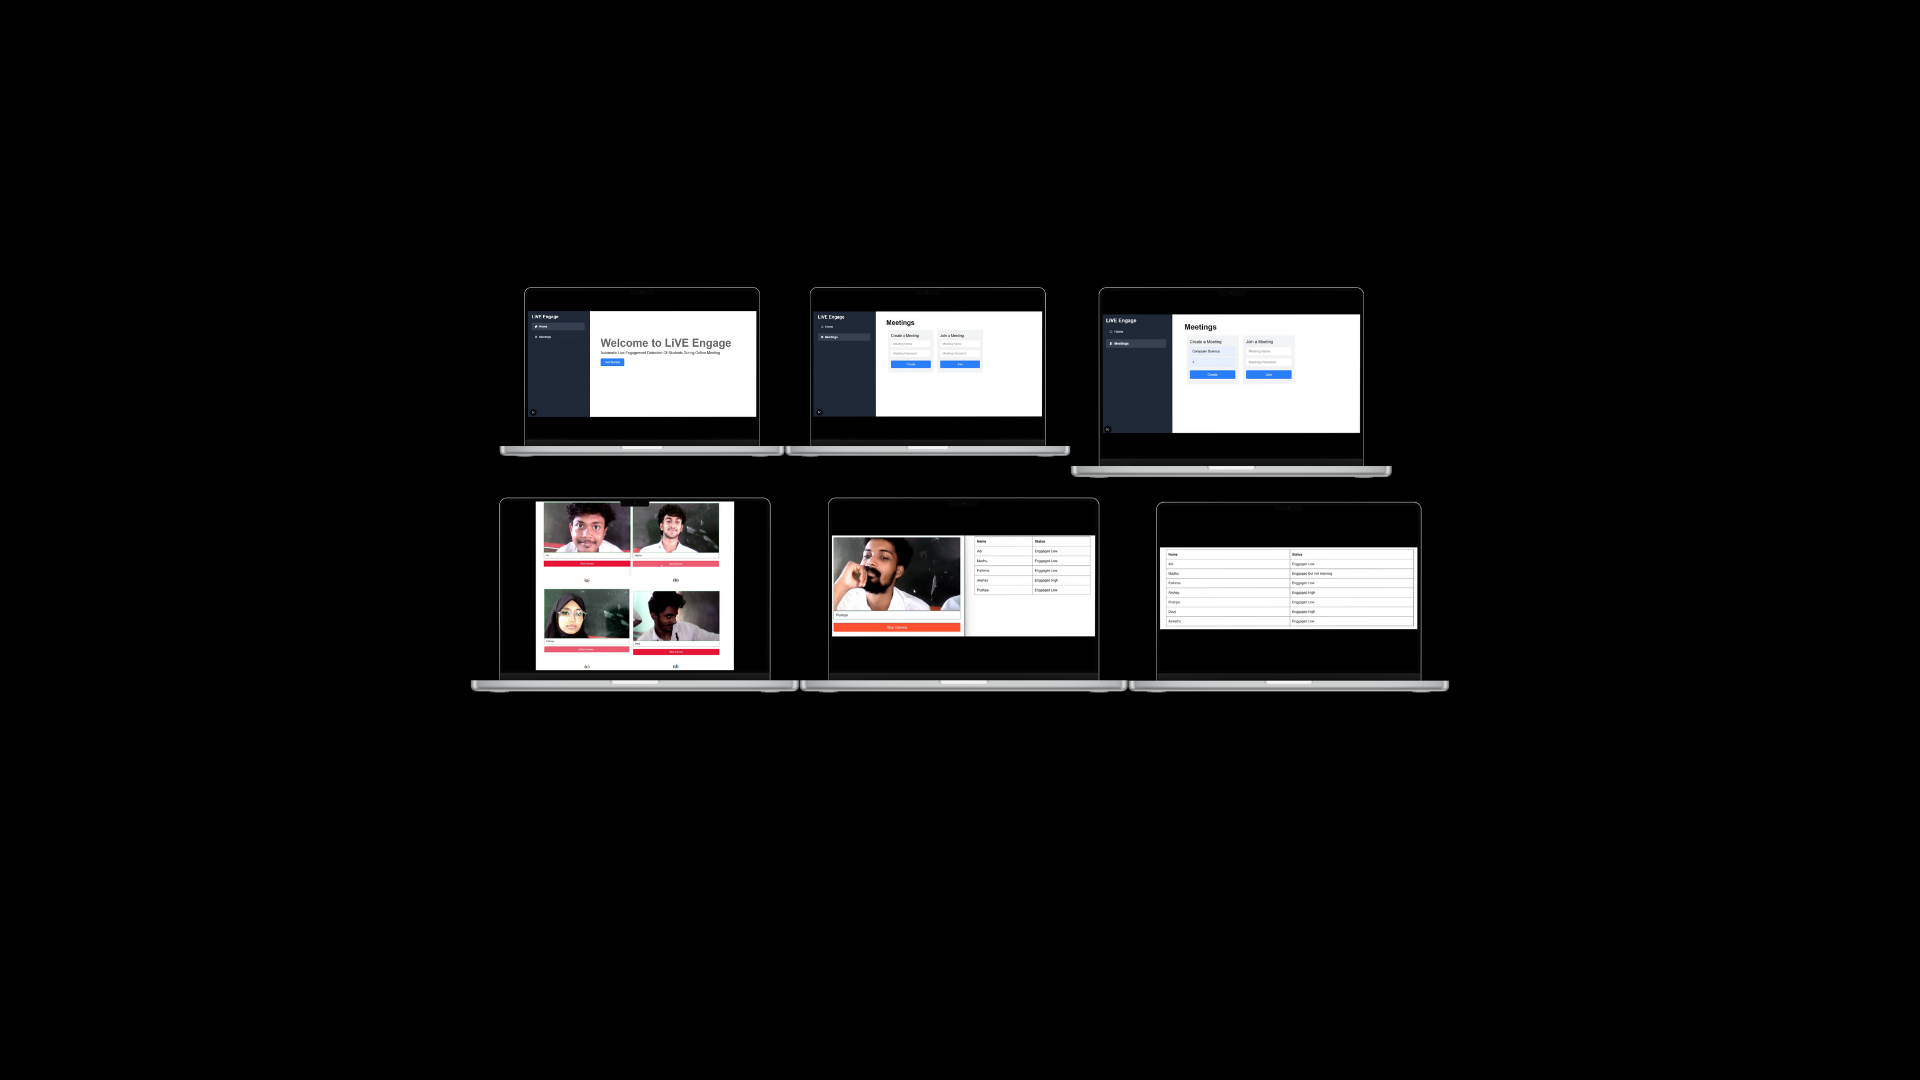 LiVE Engage
Home
Meetings
Welcome to LiVE Engage
Automatic Live Engagement Detection Of Students During Online Meeting
Get Started
LiVE Engage
Home
Meetings
Meetings
Create a Meeting
Join a Meeting
Meeting Name
Meeting Name
Meeting Password
Meeting Password
Create
Join
LiVE Engage
Home
Meetings
Meetings
Create a Meeting
Join a Meeting
Computer Science
Meeting Name
Meeting Password
Create
Join
(a)
(b)
(c)
(d)
Pushpa
Stop Camera
Name Status
Adi Engaged Low
Madhu Engaged Low
Fathima Engaged Low
Akshay Engaged High
Pushpa Engaged Low
Name Status
Adi Engaged Low
Madhu Engaged But not learning
Fathima Engaged Low
Akshay Engaged High
Pushpa Engaged Low
Engaged High
Engaged Low